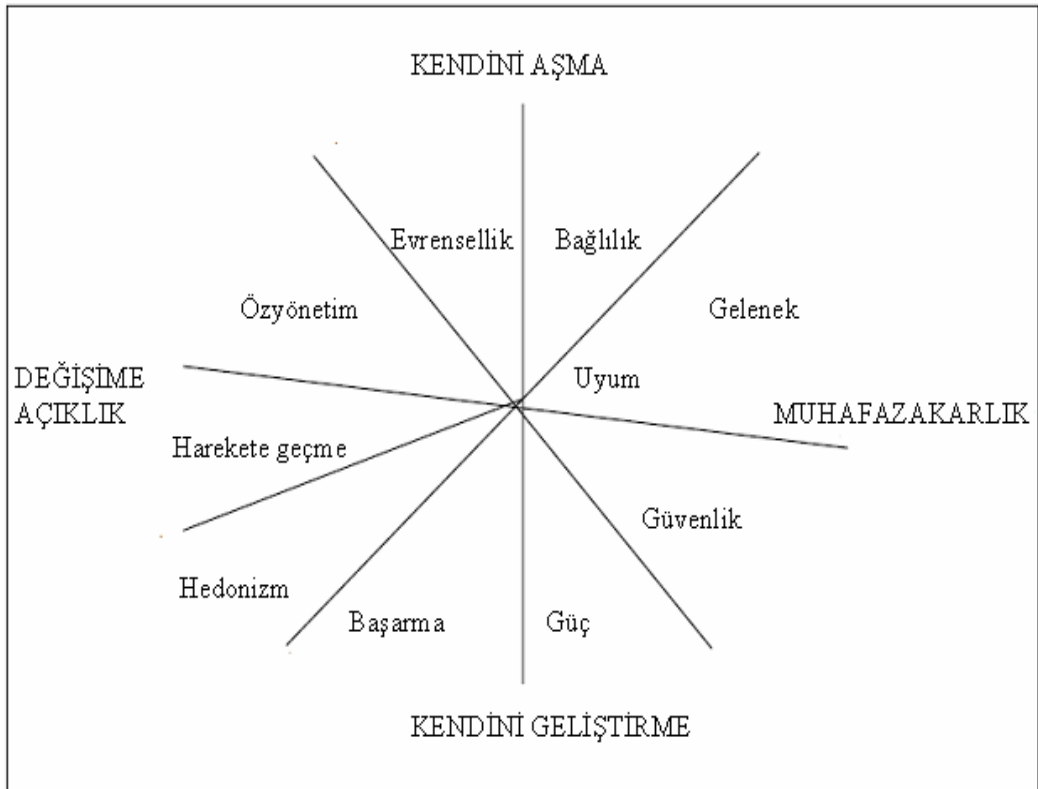 KENDİNİ AŞMA
Evrensellik
Bağlılık
Özyönetim
Gelenek
DEĞİŞİME
AÇIKLIK
Uyum
MUHAFAZAKARLIK
Harekete geçme
Güvenlik
Hedonizm
Başarma
Güç
KENDİNİ GELİŞTİRME